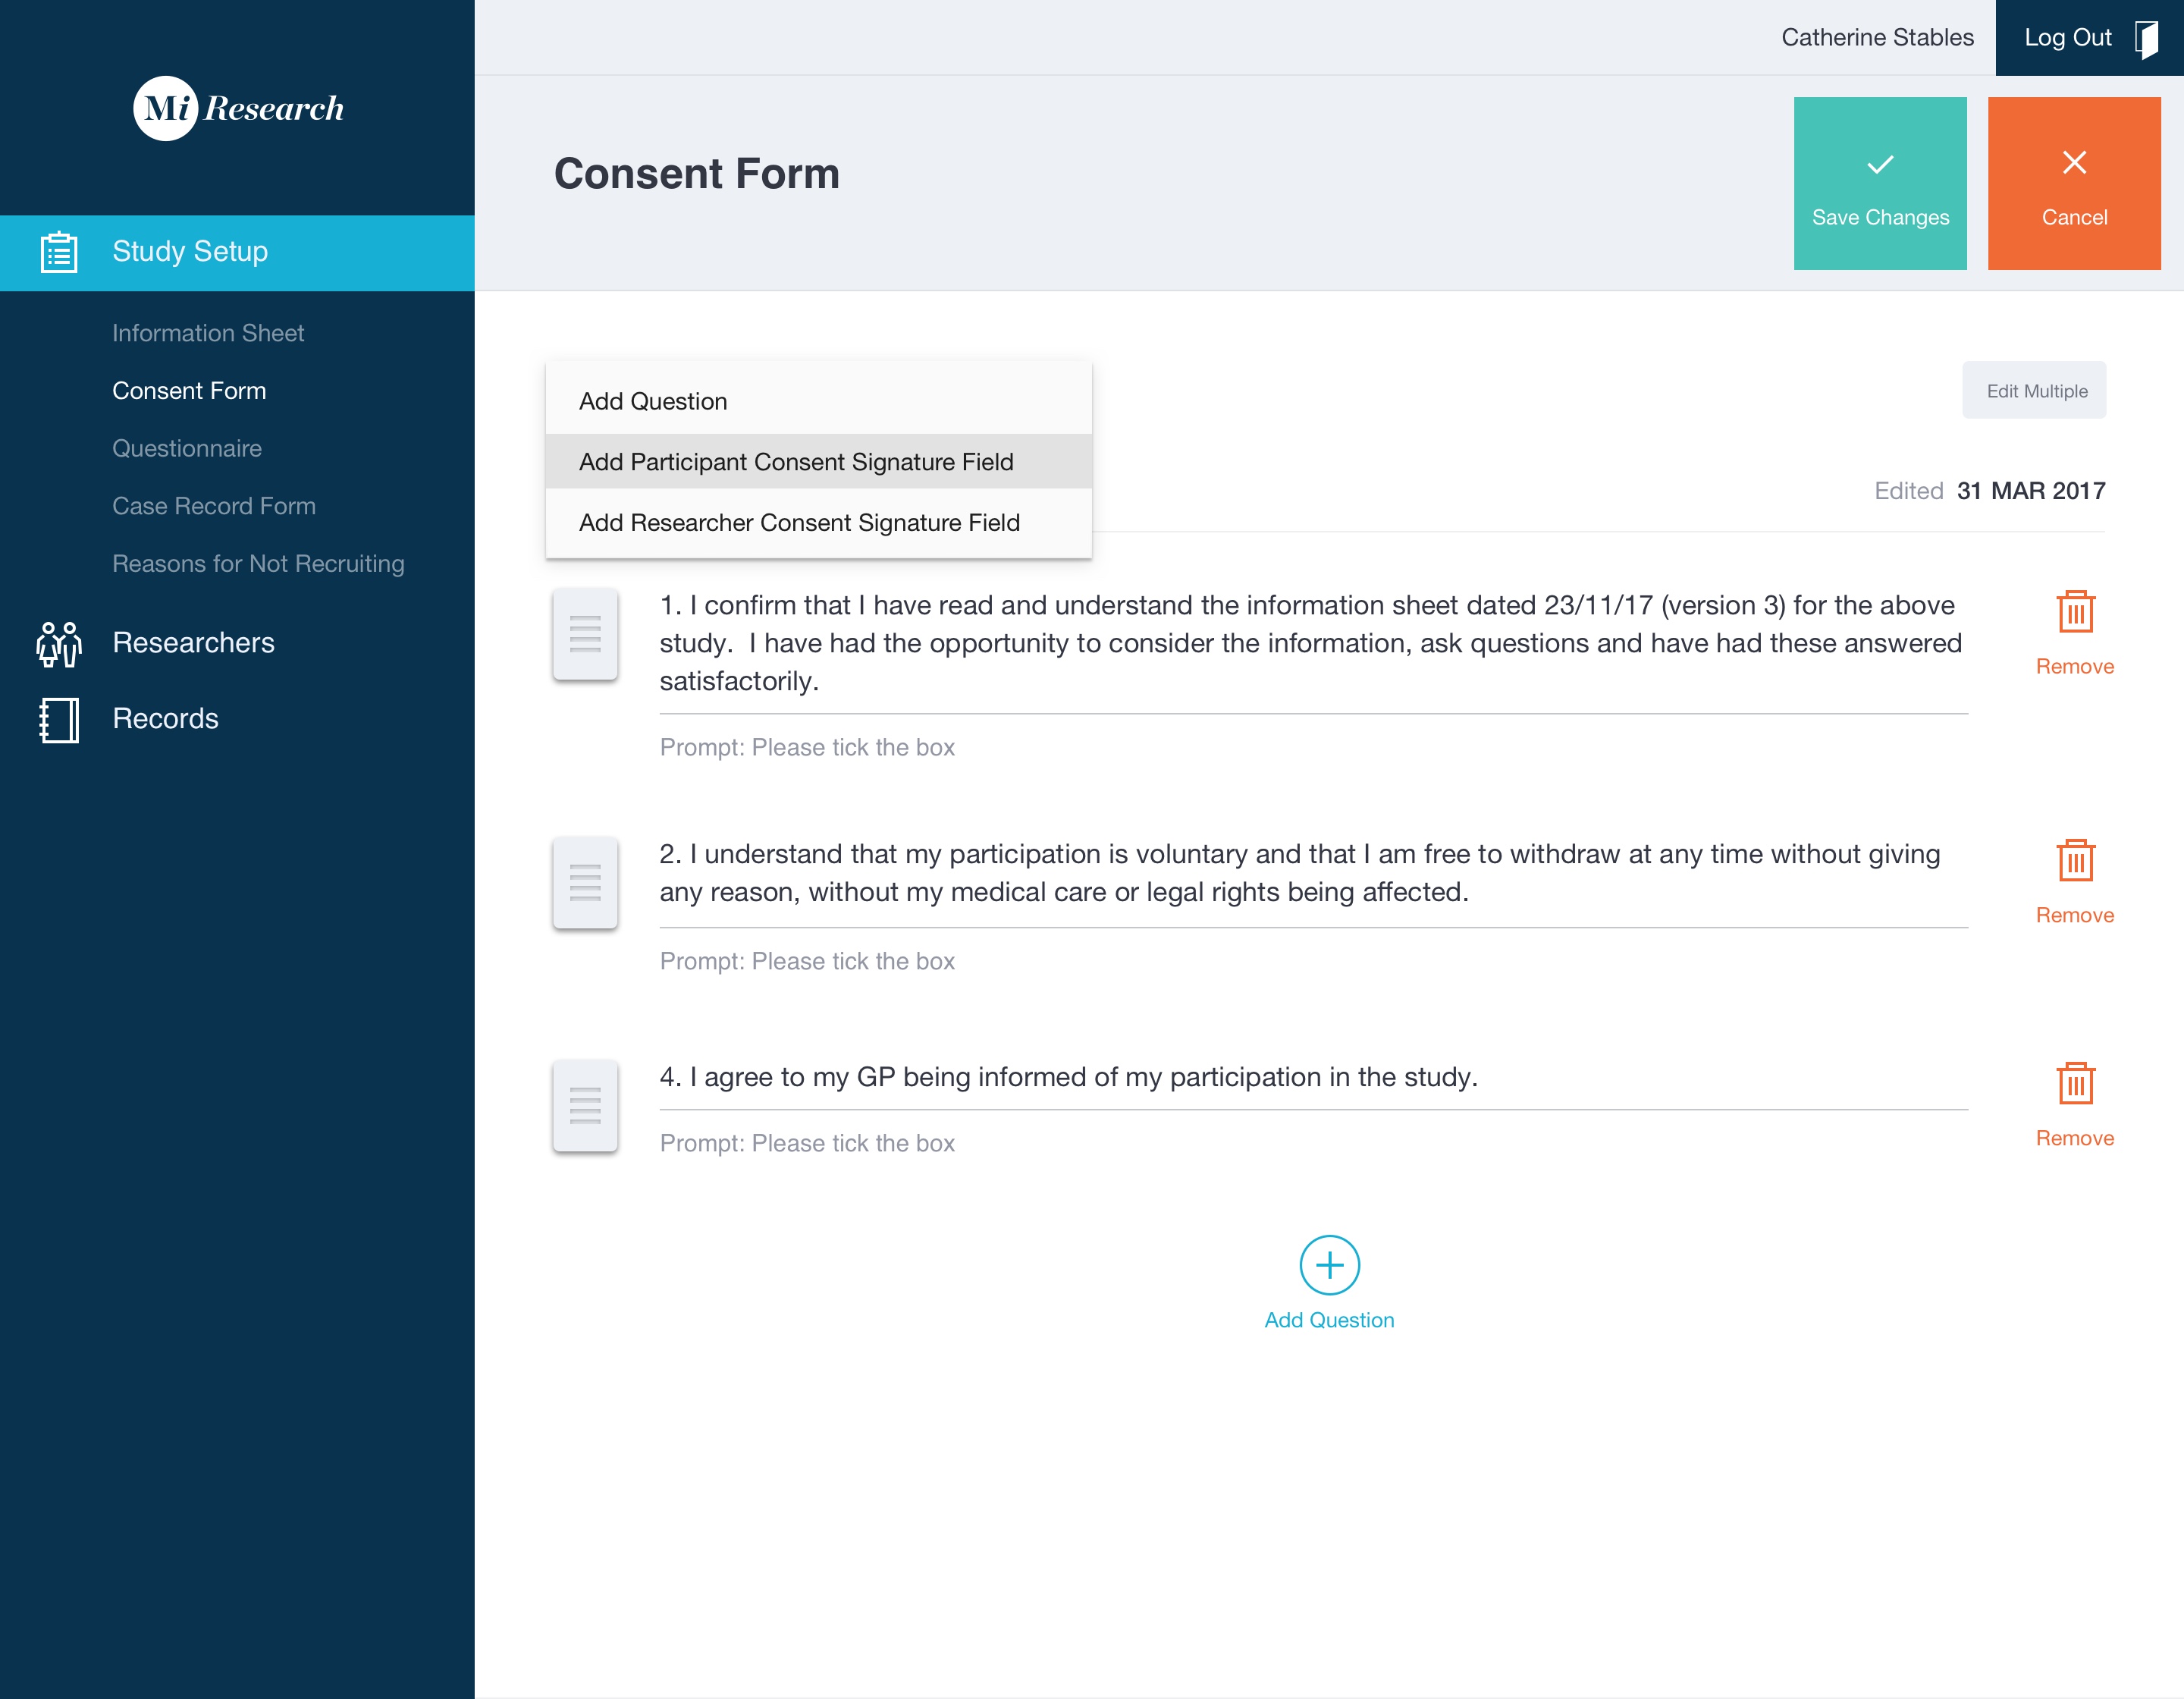 Mi Research
Catherine Stables
Log Out
Consent Form
Save Changes
Cancel
Study Setup
Information Sheet
Consent Form
Questionnaire
Case Record Form
Reasons for Not Recruiting
Researchers
Records
Add Question
Add Participant Consent Signature Field
Add Researcher Consent Signature Field
Edit Multiple
Edited 31 MAR 2017
1. I confirm that I have read and understand the information sheet dated 23/11/17 (version 3) for the above
study.  I have had the opportunity to consider the information, ask questions and have had these answered
satisfactorily.
Remove
Prompt: Please tick the box
2. I understand that my participation is voluntary and that I am free to withdraw at any time without giving
any reason, without my medical care or legal rights being affected.
Remove
Prompt: Please tick the box
4. I agree to my GP being informed of my participation in the study.
Remove
Prompt: Please tick the box
Add Question